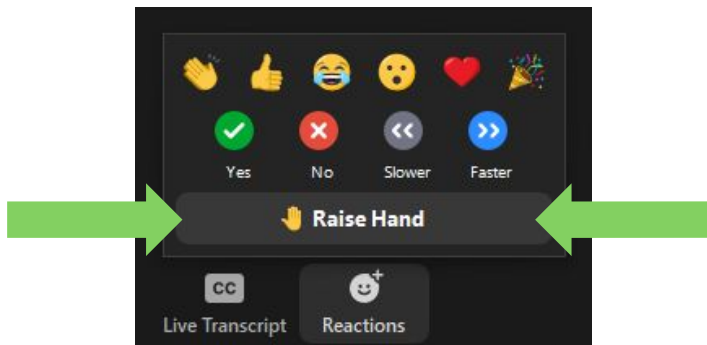 Yes No Slower Faster
Raise Hand
CC
Live Transcript Reactions